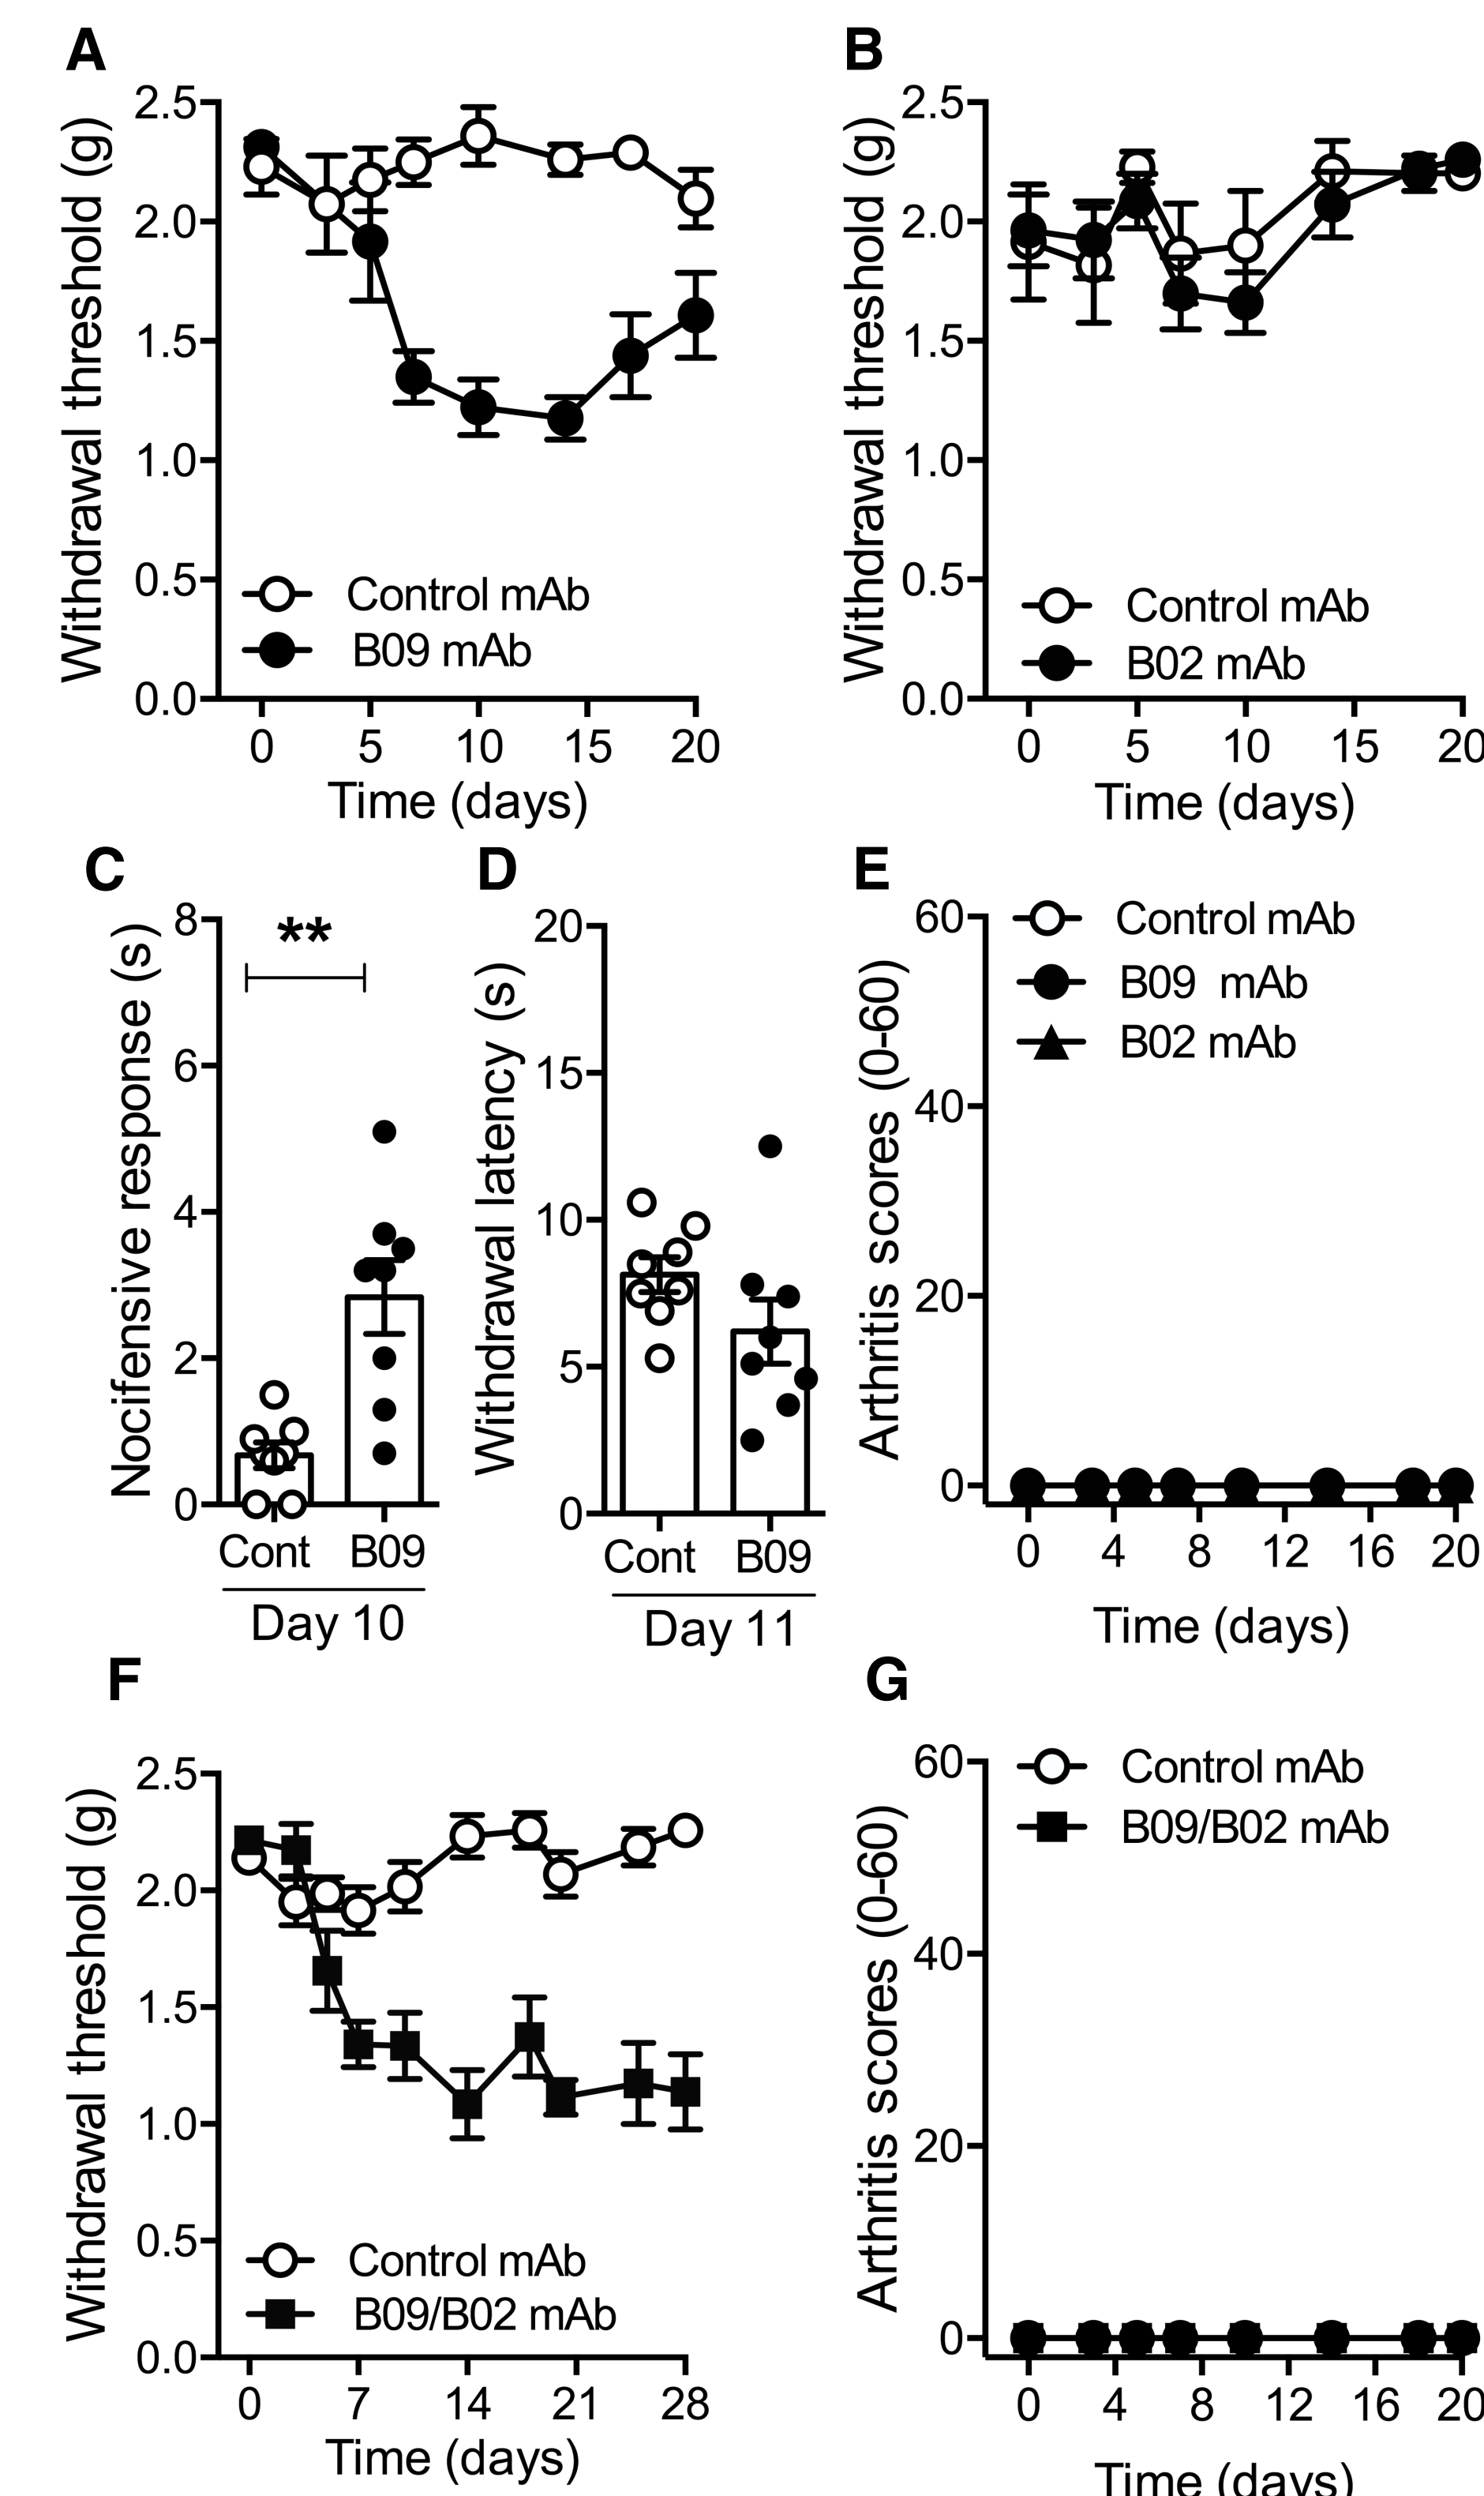 A
Withdrawal threshold (g)
2.5
2.0
1.5
1.0
0.5
0.0
Control mAb
B09 mAb
0 5 10 15 20
Time (days)
B
Withdrawal threshold (g)
2.5
2.0
1.5
1.0
0.5
0.0
Control mAb
B02 mAb
0 5 10 15 20
Time (days)
C
Nocifensive response (s)
8
6
4
2
0
**
Cont B09
Day 10
D
Withdrawal latency (s)
20
15
10
5
0
Cont B09
Day 11
E
Arthritis scores (0-60)
60
40
20
0
Control mAb
B09 mAb
B02 mAb
0 4 8 12 16 20
Time (days)
F
Withdrawal threshold (g)
2.5
2.0
1.5
1.0
0.5
0.0
Control mAb
B09/B02 mAb
0 7 14 21 28
Time (days)
G
Arthritis scores (0-60)
60
40
20
0
Control mAb
B09/B02 mAb
0 4 8 12 16 20
Time (days)